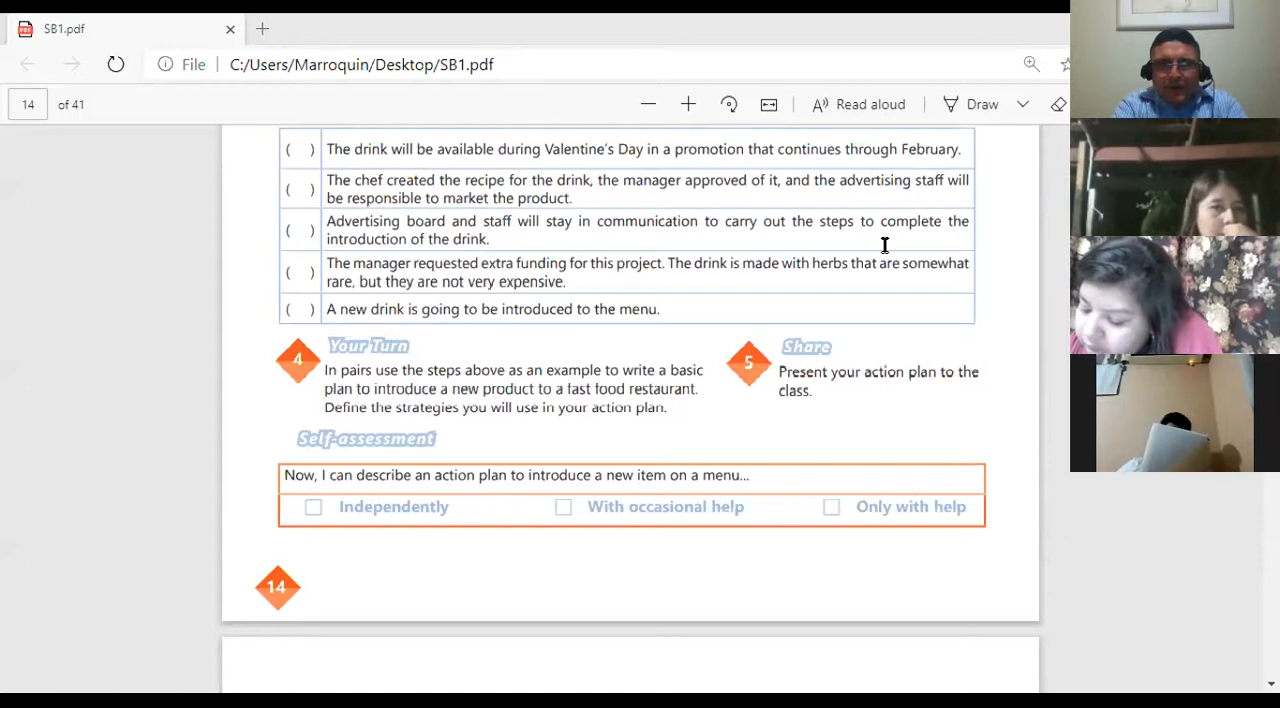 SB1.pdf
File | C:/Users/Marroquin/Desktop/SB1.pdf
14 of 41 Read aloud Draw
( ) The drink will be available during Valentine's Day in a promotion that continues through February.
( ) The chef created the recipe for the drink, the manager approved of it, and the advertising staff will
be responsible to market the product.
( ) Advertising board and staff will stay in communication to carry out the steps to complete the
introduction of the drink.
( ) The manager requested extra funding for this project. The drink is made with herbs that are somewhat
rare, but they are not very expensive.
( ) A new drink is going to be introduced to the menu.
4 Your Turn
In pairs use the steps above as an example to write a basic
plan to introduce a new product to a fast food restaurant.
Define the strategies you will use in your action plan.
5 Share
Present your action plan to the
class.
Self-assessment
Now, I can describe an action plan to introduce a new item on a menu...
Independently With occasional help Only with help
14